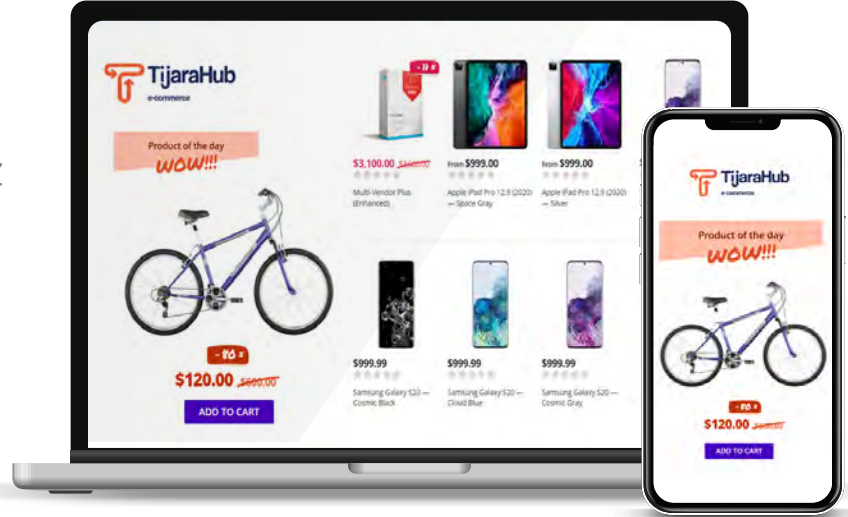 TijaraHub
e-commerce
Product of the day
WOW!!!
- 80 %
$120.00 $600.00
ADD TO CART
$3,100.00
Multi-Vendor Plus
(Enhanced)
From $999.00
Apple iPad Pro 12.9 (2020)
— Space Gray
From $999.00
Apple iPad Pro 12.9 (2020)
— Silver
$999.99
Samsung Galaxy S20 —
Cosmic Black
$999.99
Samsung Galaxy S20 —
Cloud Blue
$999.99
Samsung Galaxy S20 —
Cosmic Gray
TijaraHub
e-commerce
Product of the day
WOW!!!
- 80 %
$120.00
ADD TO CART